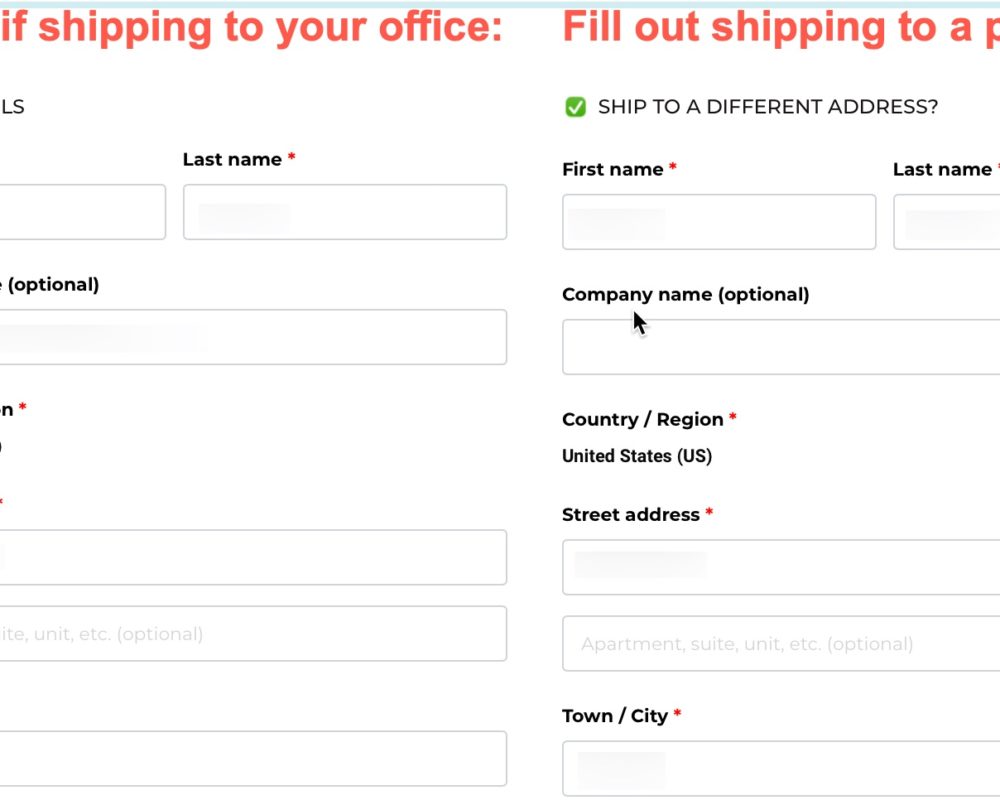 if shipping to your office:
LS
Last name *
e (optional)
on *
)
*
ite, unit, etc. (optional)
Fill out shipping to a p
✅ SHIP TO A DIFFERENT ADDRESS?
First name *
Last name *
Company name (optional)
Country / Region *
United States (US)
Street address *
Apartment, suite, unit, etc. (optional)
Town / City *